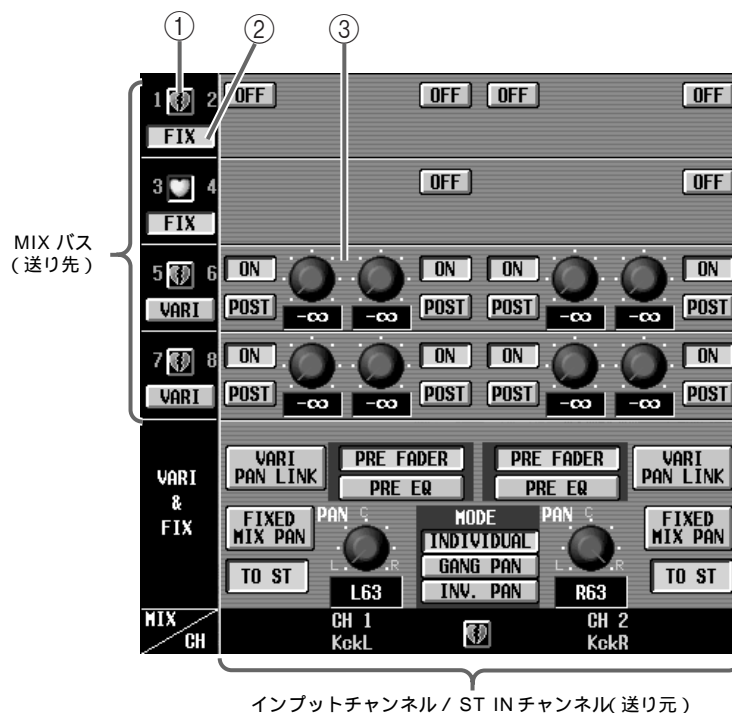 ① ② ③
1 2 OFF OFF OFF OFF
FIX
3 4 OFF OFF
FIX
MIX バス
(送り先)
5 6 ON ON ON ON
VARI POST -∞ -∞ POST POST -∞ -∞ POST
7 8 ON ON ON ON
VARI POST -∞ -∞ POST POST -∞ -∞ POST
VARI
&
FIX
VARI
PAN LINK
PRE FADER
PRE EQ
PRE FADER
PRE EQ
VARI
PAN LINK
FIXED
MIX PAN
PAN C
L R
L63
TO ST
MODE
INDIVIDUAL
GANG PAN
INV. PAN
PAN C
L R
R63
FIXED
MIX PAN
TO ST
MIX
CH
CH 1
KckL
CH 2
KckR
インプットチャンネル / ST IN チャンネル(送り元)